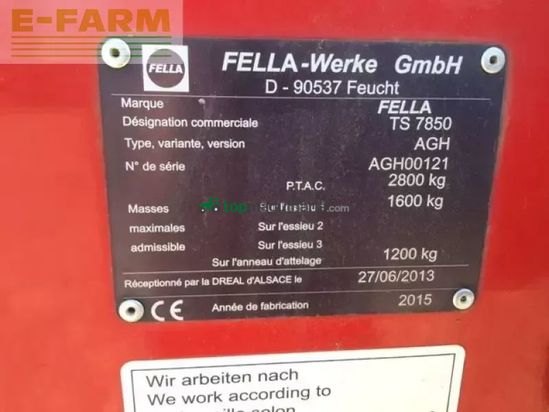 E-FARM
FELLA
FELLA-Werke GmbH
D - 90537 Feucht
Marque FELLA
Désignation commerciale TS 7850
Type, variante, version AGH
N° de série AGH00121
P.T.A.C. 2800 kg
Masses Sur l'essieu 1 1600 kg
maximales Sur l'essieu 2
admissible Sur l'essieu 3
Sur l'anneau d'attelage 1200 kg
Réceptionné par la DREAL d'ALSACE le 27/06/2013
CE Année de fabrication 2015
Wir arbeiten nach
We work according to